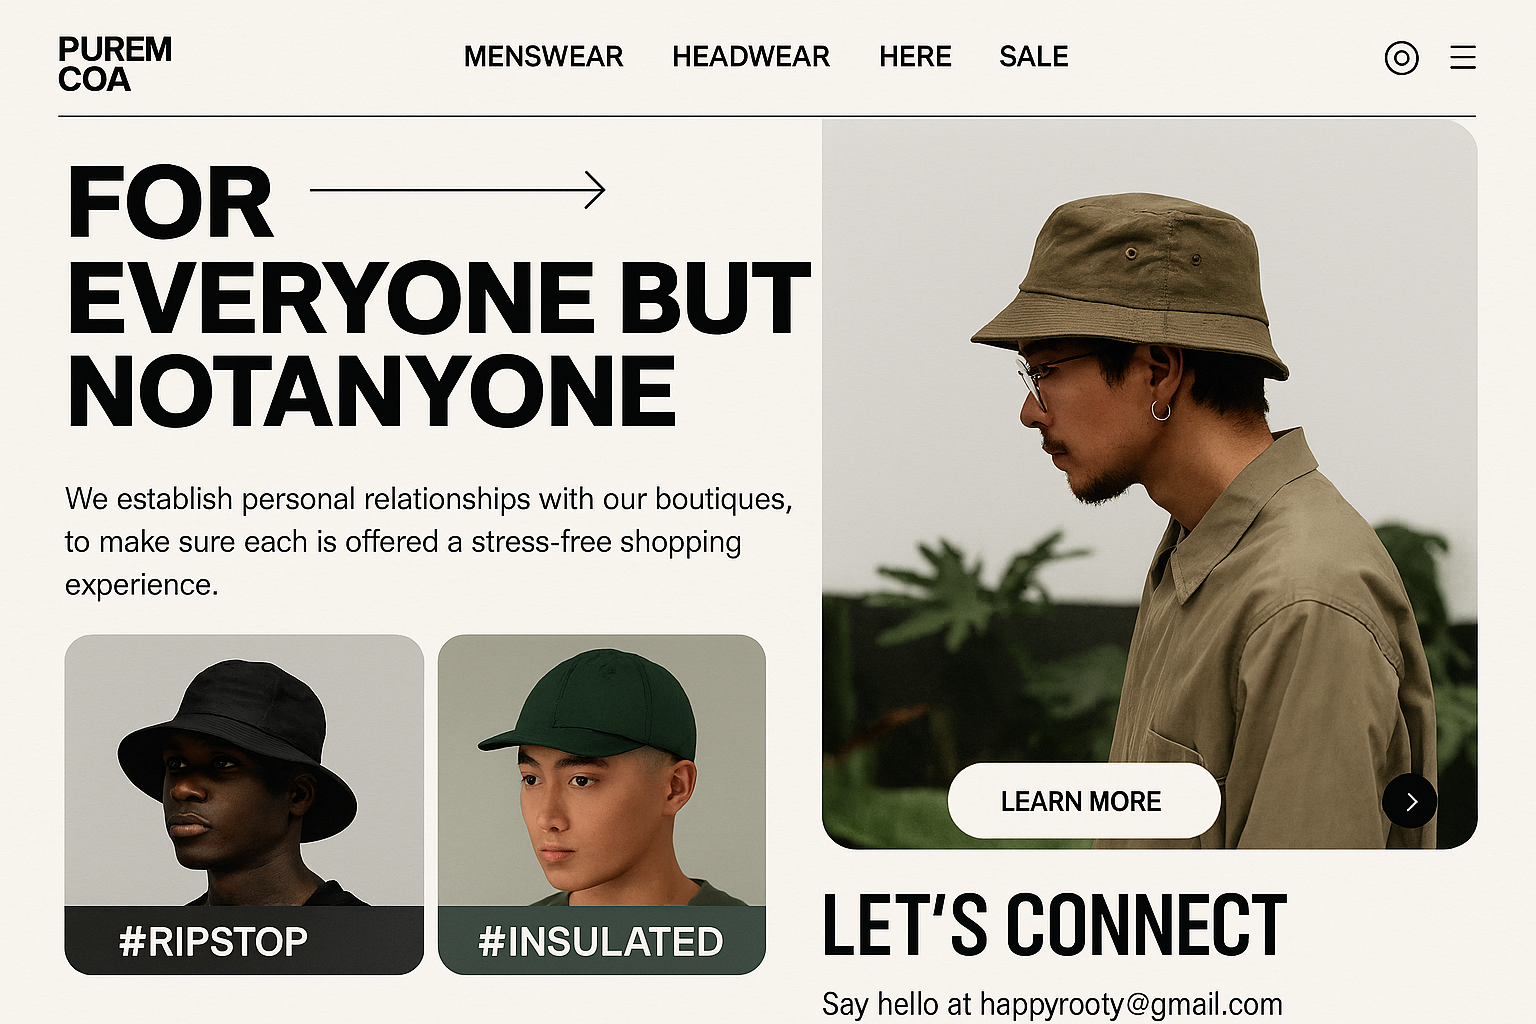 PUREM
COA
MENSWEAR HEADWEAR HERE SALE
FOR
EVERYONE BUT
NOTANYONE
We establish personal relationships with our boutiques,
to make sure each is offered a stress-free shopping
experience.
#RIPSTOP
#INSULATED
LEARN MORE
LET'S CONNECT
Say hello at happyrooty@gmail.com